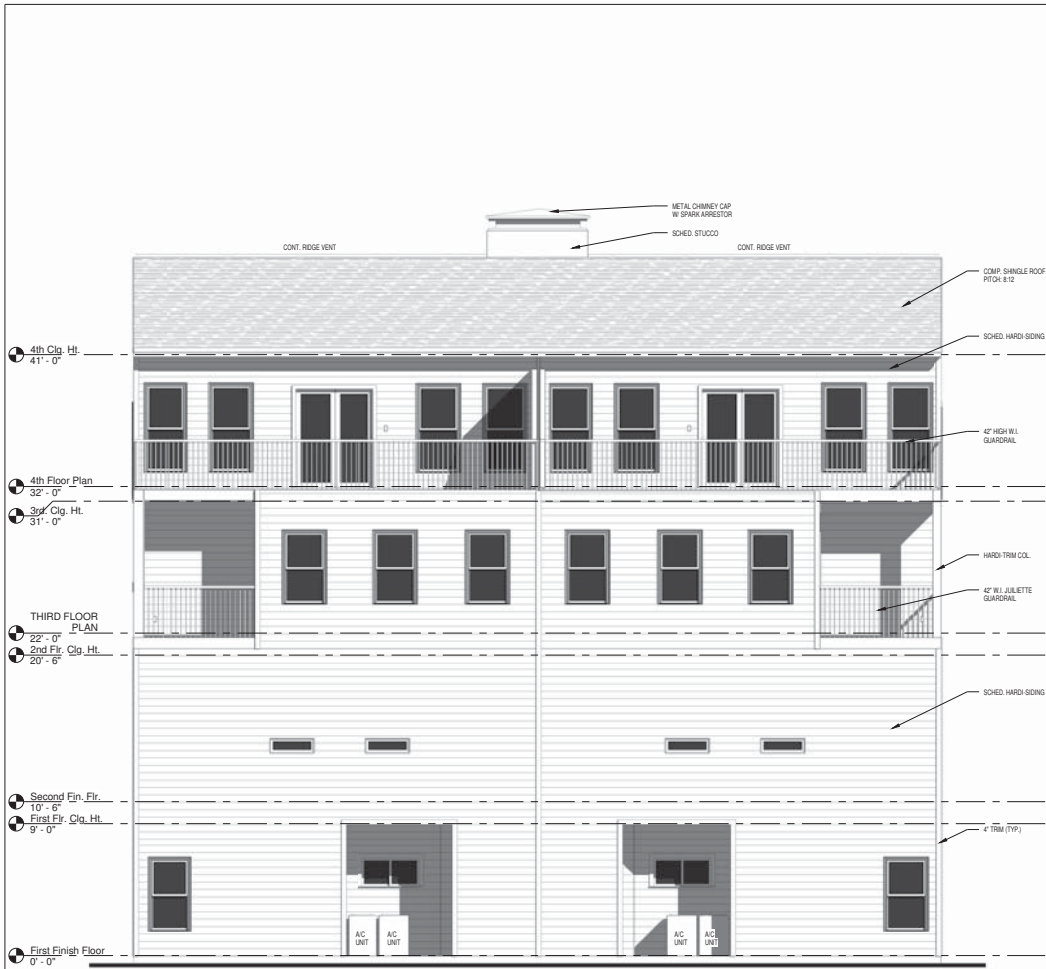 METAL CHIMNEY CAP
W/ SPARK ARRESTOR
SCHED. STUCCO
CONT. RIDGE VENT
CONT. RIDGE VENT
COMP. SHINGLE ROOF
PITCH: 8:12
SCHED. HARDI-SIDING
4th Clg. Ht.
41' - 0"
42" HIGH W.I.
GUARDRAIL
4th Floor Plan
32' - 0"
3rd. Clg. Ht.
31' - 0"
HARDI-TRIM COL.
42" W.I. JULIETTE
GUARDRAIL
THIRD FLOOR
PLAN
22' - 0"
2nd Flr. Clg. Ht.
20' - 6"
SCHED. HARDI-SIDING
Second Fin. Flr.
10' - 6"
First Flr. Clg. Ht.
9' - 0"
4" TRIM (TYP.)
A/C
UNIT
A/C
UNIT
A/C
UNIT
A/C
UNIT
First Finish Floor
0' - 0"